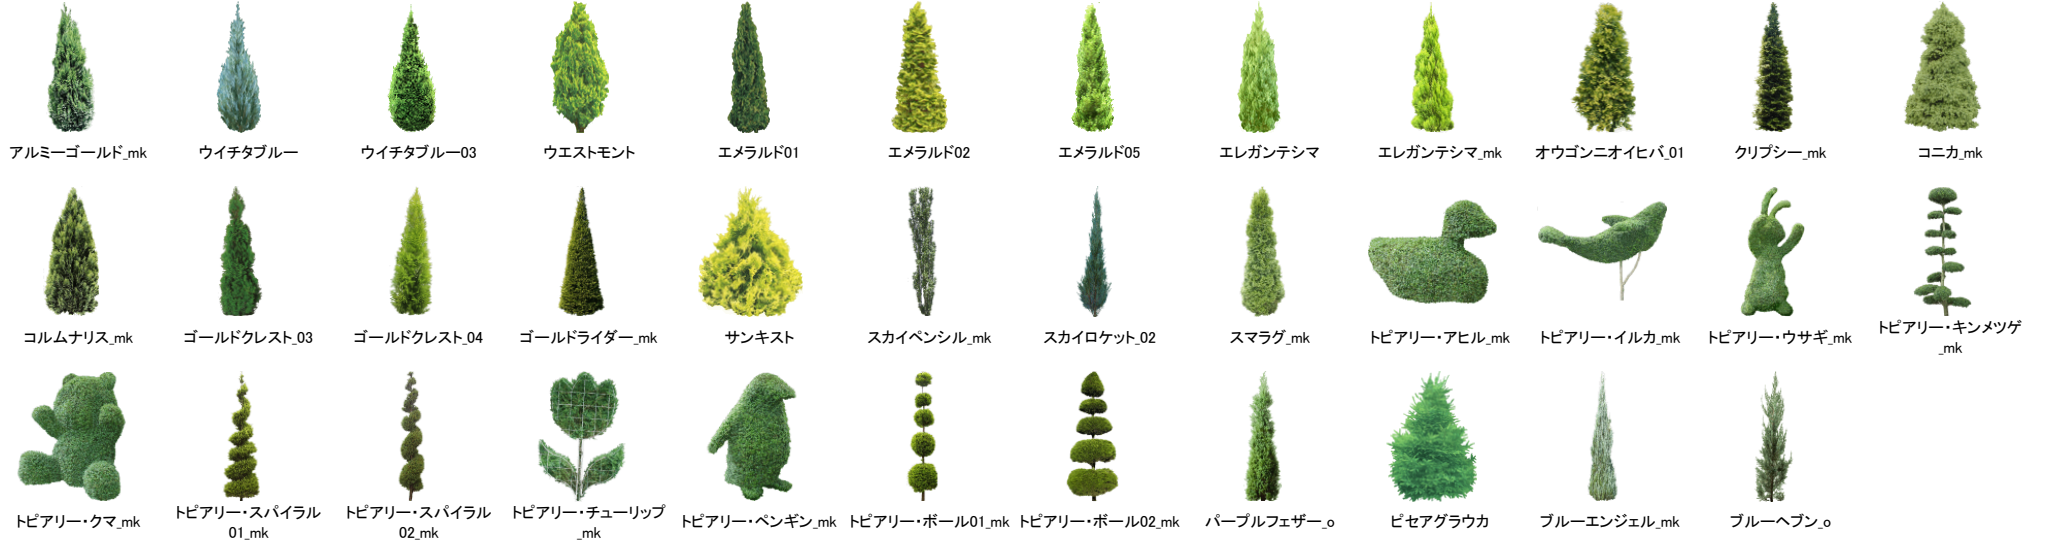 アルミーゴールド_mk
ウイチタブルー
ウイチタブルー03
ウエストモント
エメラルド01
エメラルド02
エメラルド05
エレガンテシマ
エレガンテシマ_mk
オウゴンニオイヒバ_01
クリプシー_mk
コニカ_mk
コルムナリス_mk
ゴールドクレスト_03
ゴールドクレスト_04
ゴールドライダー_mk
サンキスト
スカイペンシル_mk
スカイロケット_02
スマラグ_mk
トピアリー・アヒル_mk
トピアリー・イルカ_mk
トピアリー・ウサギ_mk
トピアリー・キンメツゲ
_mk
トピアリー・クマ_mk
トピアリー・スパイラル
01_mk
トピアリー・スパイラル
02_mk
トピアリー・チューリップ
_mk
トピアリー・ペンギン_mk
トピアリー・ボール01_mk
トピアリー・ボール02_mk
パープルフェザー_o
ピセアグラウカ
ブルーエンジェル_mk
ブルーヘブン_o